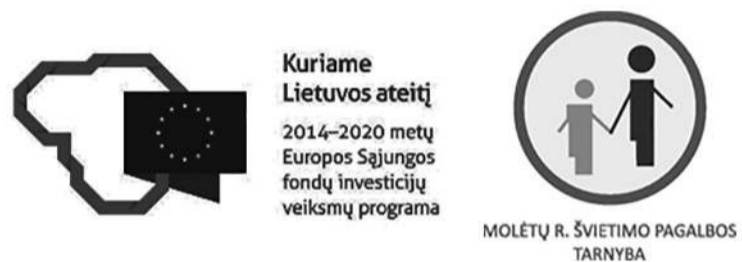 Kuriame
Lietuvos ateitį
2014–2020 metų
Europos Sąjungos
fondų investicijų
veiksmų programa
MOLĖTŲ R. ŠVIETIMO PAGALBOS
TARNYBA